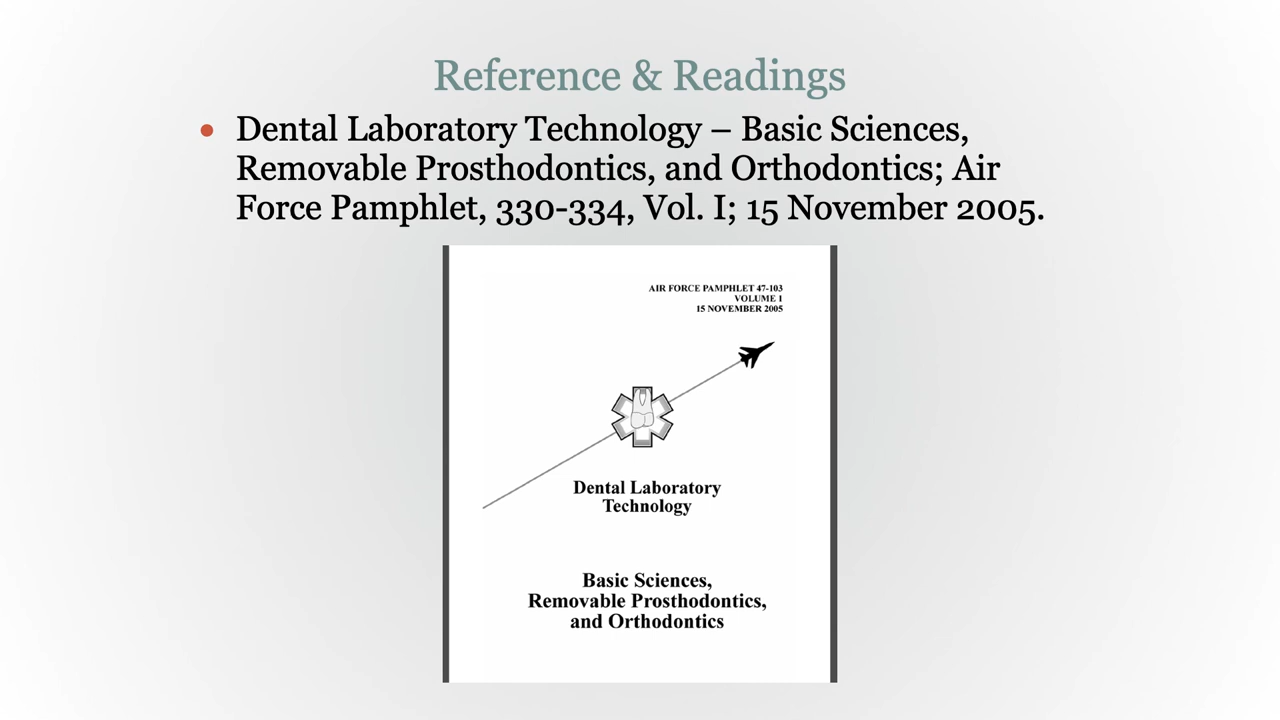 Reference & Readings
• Dental Laboratory Technology – Basic Sciences,
Removable Prosthodontics, and Orthodontics; Air
Force Pamphlet, 330-334, Vol. I; 15 November 2005.
AIR FORCE PAMPHLET 47-103
VOLUME 1
15 NOVEMBER 2005
Dental Laboratory
Technology
Basic Sciences,
Removable Prosthodontics,
and Orthodontics